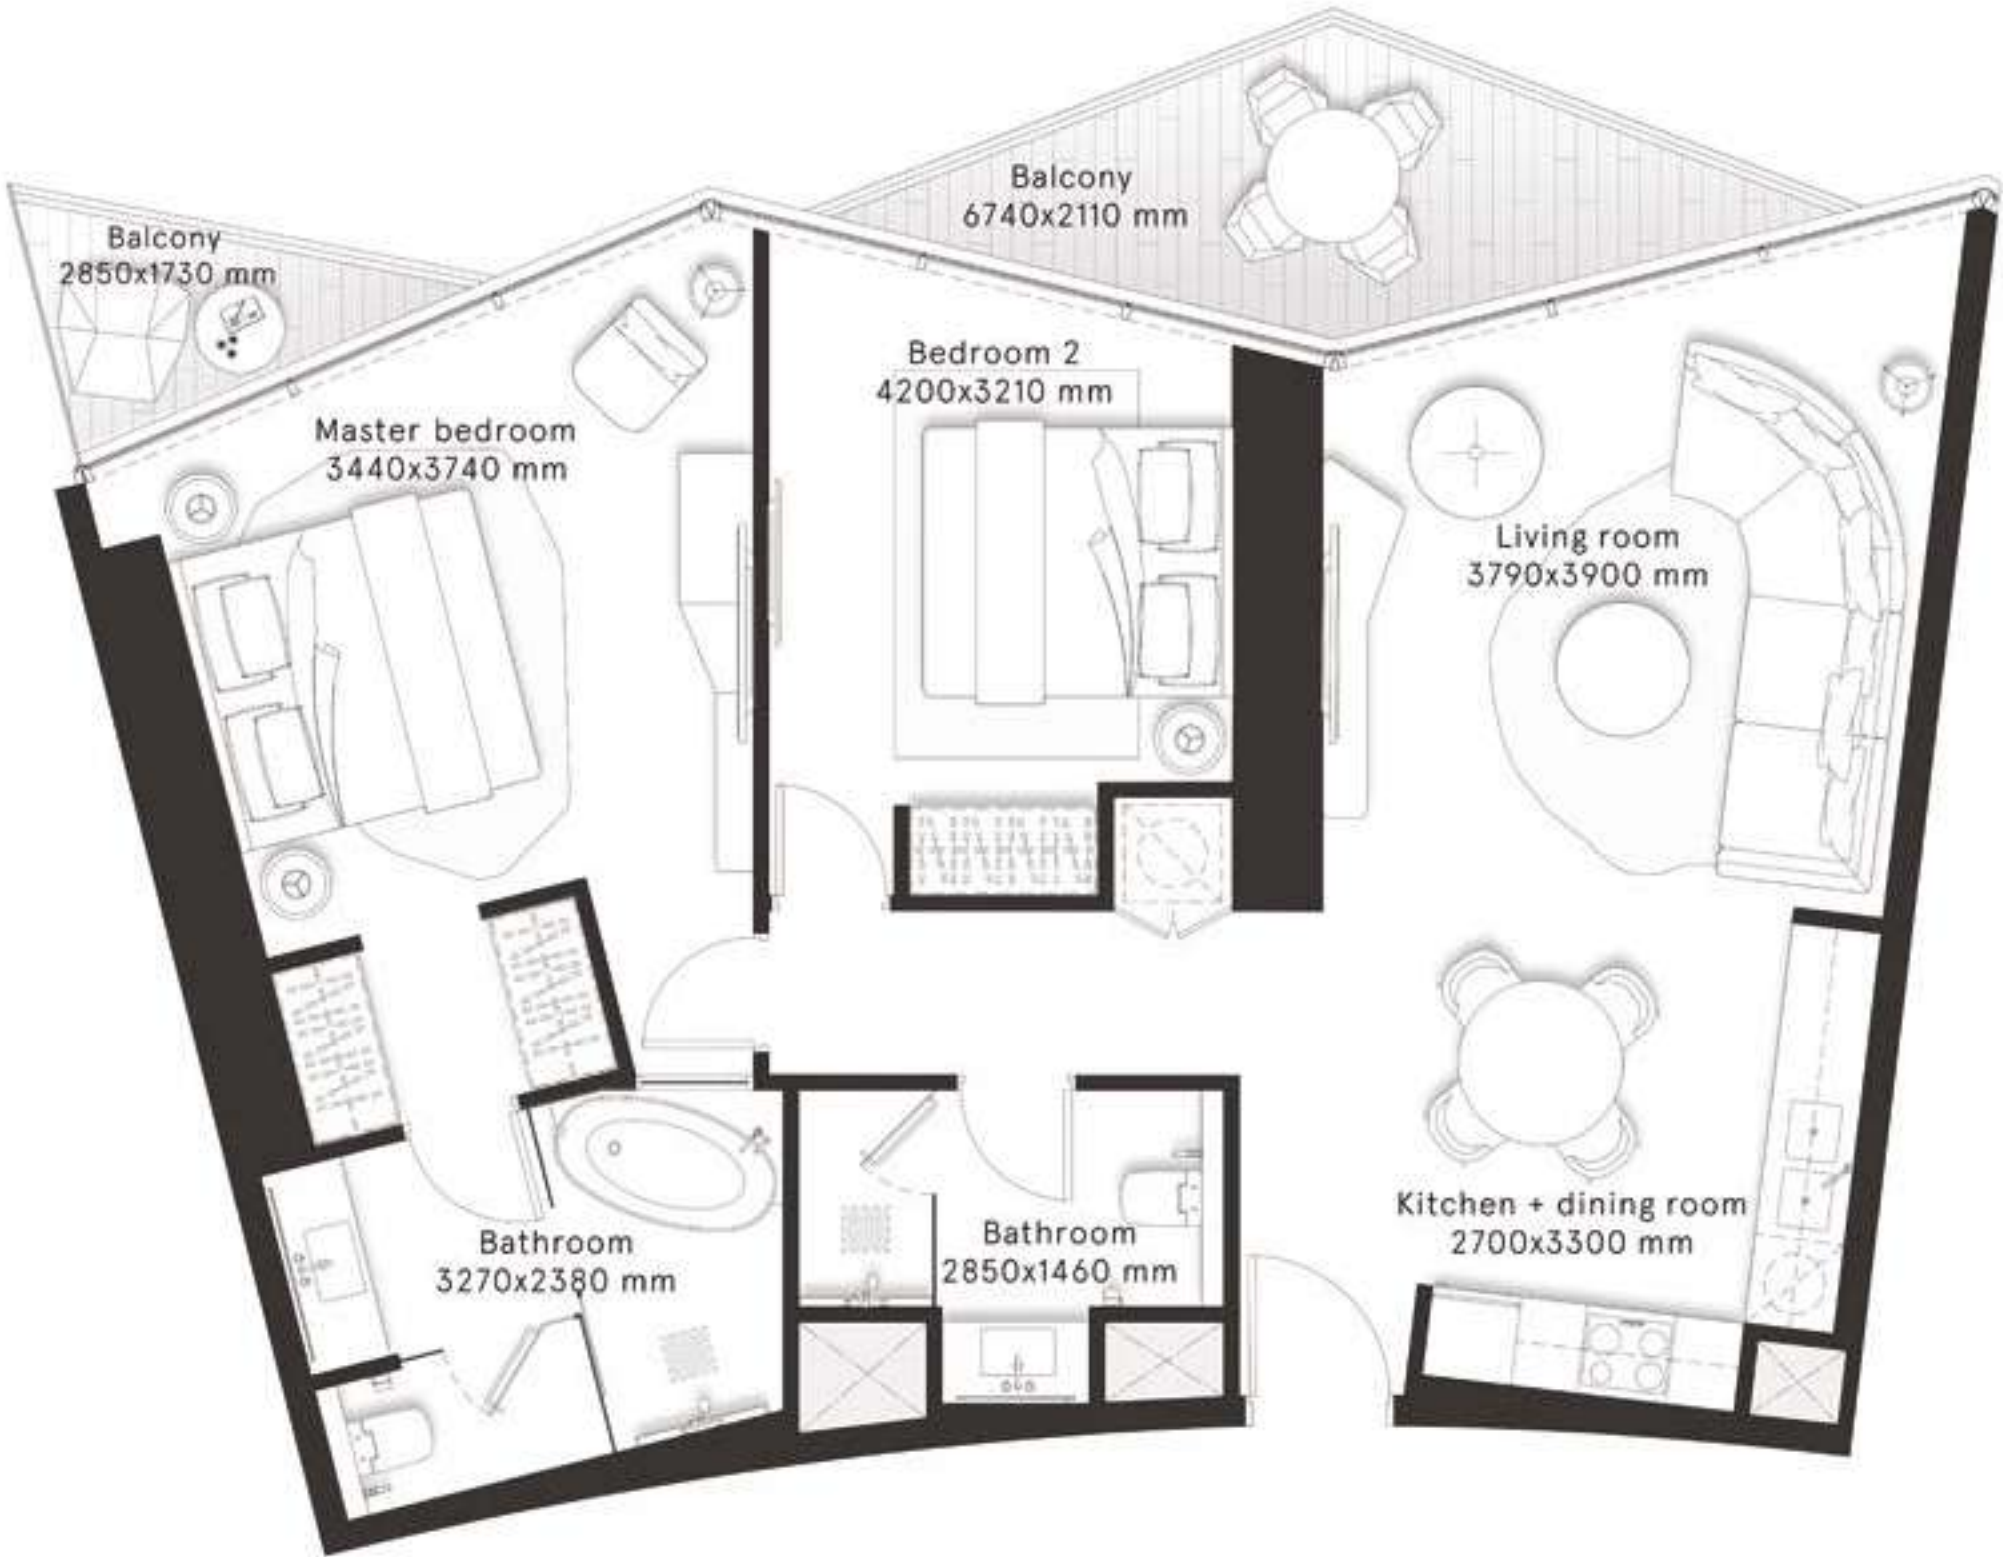 Balcony
6740x2110 mm
Balcony
2850x1730 mm
Bedroom 2
4200x3210 mm
Master bedroom
3440x3740 mm
Living room
3790x3900 mm
Kitchen + dining room
2700x3300 mm
Bathroom
3270x2380 mm
Bathroom
2850x1460 mm